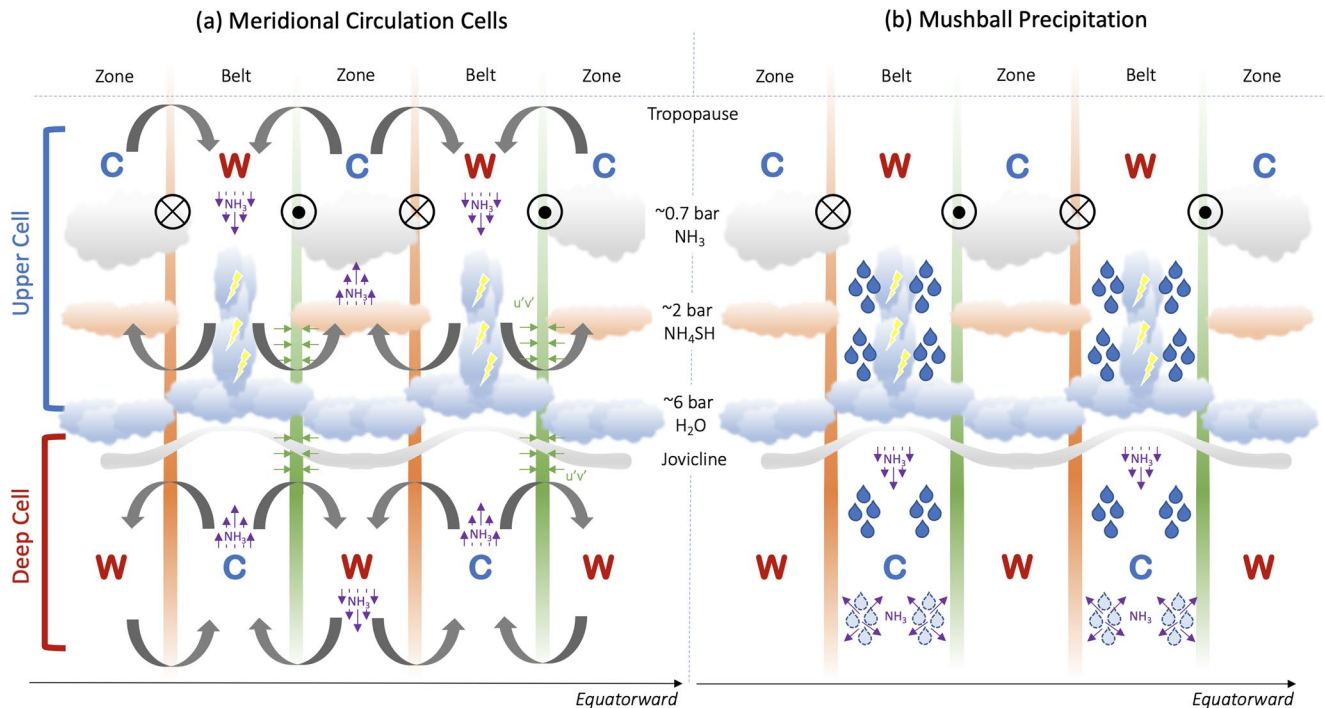 (a) Meridional Circulation Cells
(b) Mushball Precipitation
Zone Belt Zone Belt Zone
Zone Belt Zone Belt Zone
Tropopause
C W C W C
C W C W C
NH₃ NH₃
~0.7 bar
NH₃
Upper Cell
NH₃
u'v' u'v'
~2 bar
NH₄SH
~6 bar
H₂O
Jovicline
NH₃ NH₃
u'v'
Deep Cell
NH₃ NH₃
W C W C W
W C W C W
NH₃
NH₃ NH₃
Equatorward
Equatorward